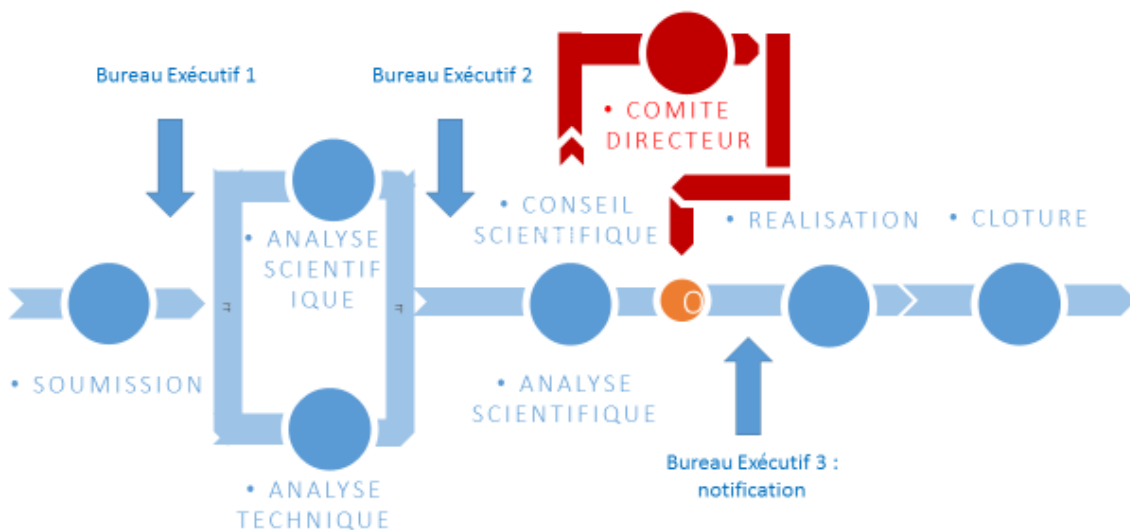 Bureau Exécutif 1
Bureau Exécutif 2
• COMITE
DIRECTEUR
• ANALYSE
SCIENTIF
IQUE
• CONSEIL
SCIENTIFIQUE
• REALISATION
• CLOTURE
O
• SOUMISSION
• ANALYSE
SCIENTIFIQUE
• ANALYSE
TECHNIQUE
Bureau Exécutif 3 :
notification